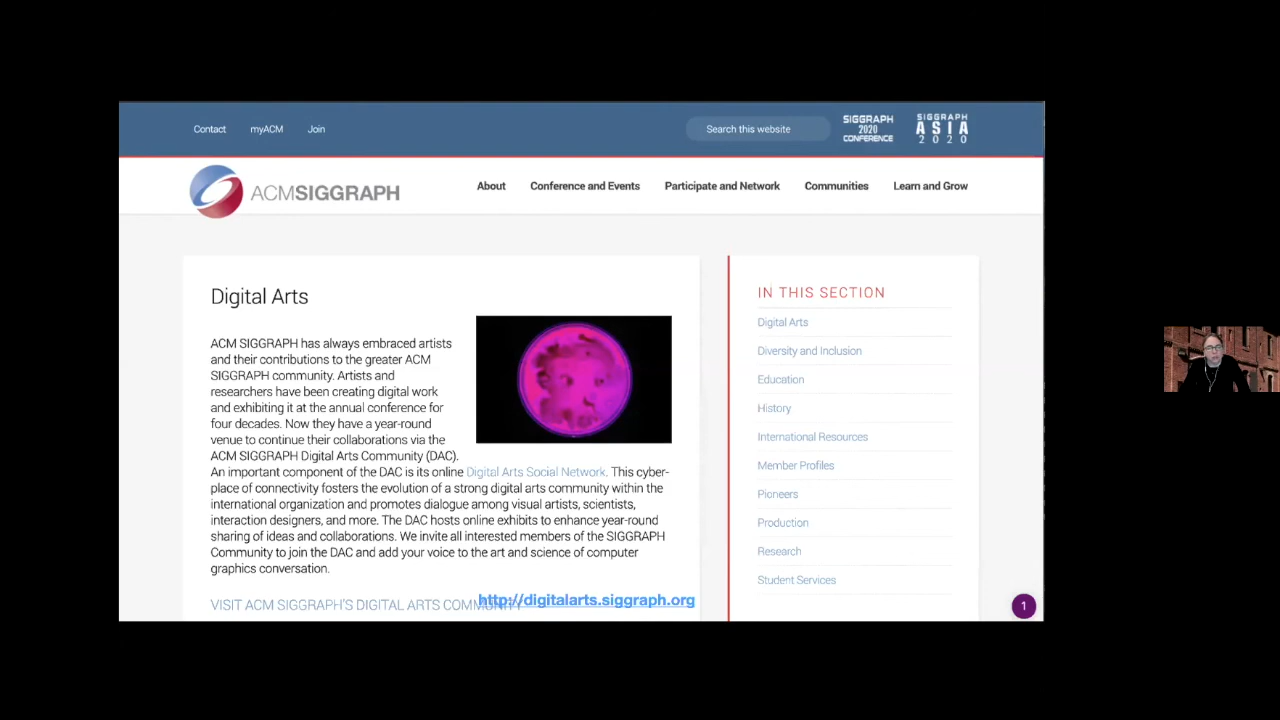 Contact myACM Join Search this website SIGGRAPH 2020 CONFERENCE SIGGRAPH ASIA 2020
ACMSIGGRAPH About Conference and Events Participate and Network Communities Learn and Grow
Digital Arts
ACM SIGGRAPH has always embraced artists
and their contributions to the greater ACM
SIGGRAPH community. Artists and
researchers have been creating digital work
and exhibiting it at the annual conference for
four decades. Now they have a year-round
venue to continue their collaborations via the
ACM SIGGRAPH Digital Arts Community (DAC).
An important component of the DAC is its online Digital Arts Social Network. This cyber-
place of connectivity fosters the evolution of a strong digital arts community within the
international organization and promotes dialogue among visual artists, scientists,
interaction designers, and more. The DAC hosts online exhibits to enhance year-round
sharing of ideas and collaborations. We invite all interested members of the SIGGRAPH
Community to join the DAC and add your voice to the art and science of computer
graphics conversation.
VISIT ACM SIGGRAPH'S DIGITAL ARTS COMMUNITY
http://digitalarts.siggraph.org
IN THIS SECTION
Digital Arts
Diversity and Inclusion
Education
History
International Resources
Member Profiles
Pioneers
Production
Research
Student Services
1